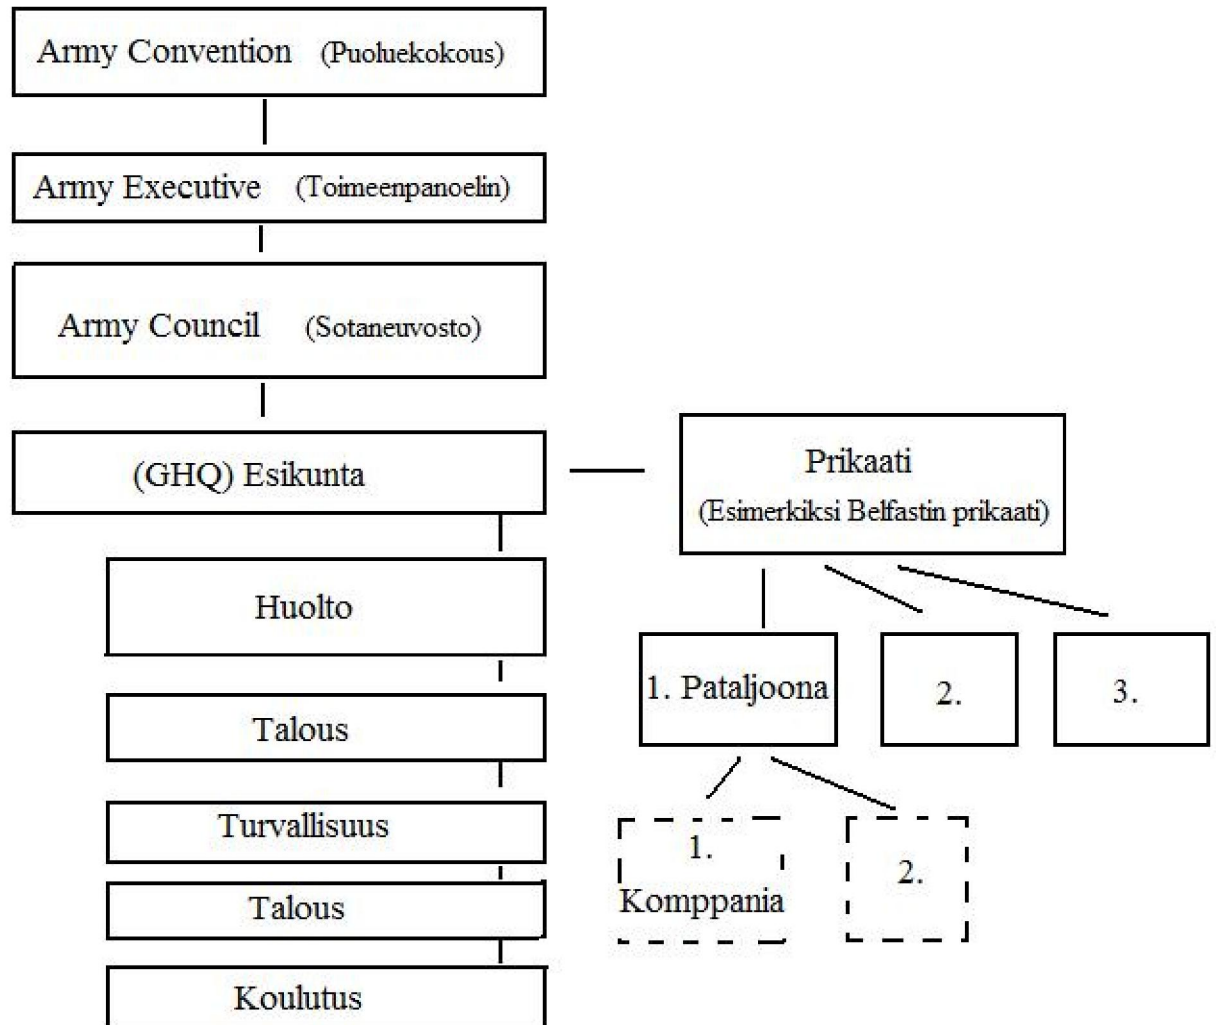 Army Convention (Puoluekokous)
Army Executive (Toimeenpanoelin)
Army Council (Sotaneuvosto)
(GHQ) Esikunta
Huolto
Talous
Turvallisuus
Talous
Koulutus
Prikaati
(Esimerkiksi Belfastin prikaati)
1. Pataljoona
2.
3.
1.
Komppania
2.